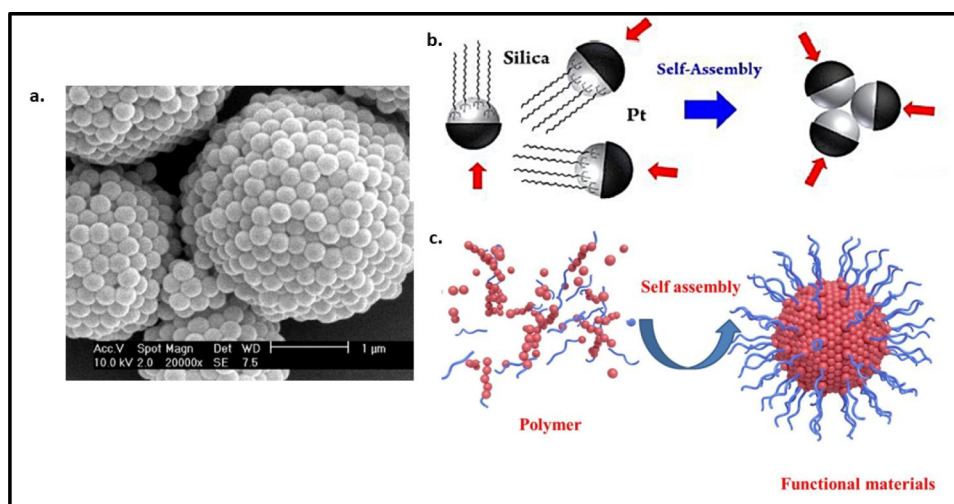 a.
Acc.V Spot Magn Det WD 1 µm
10.0 kV 2.0 20000x SE 7.5
b.
Silica
Pt
Self-Assembly
c.
Self assembly
Polymer
Functional materials